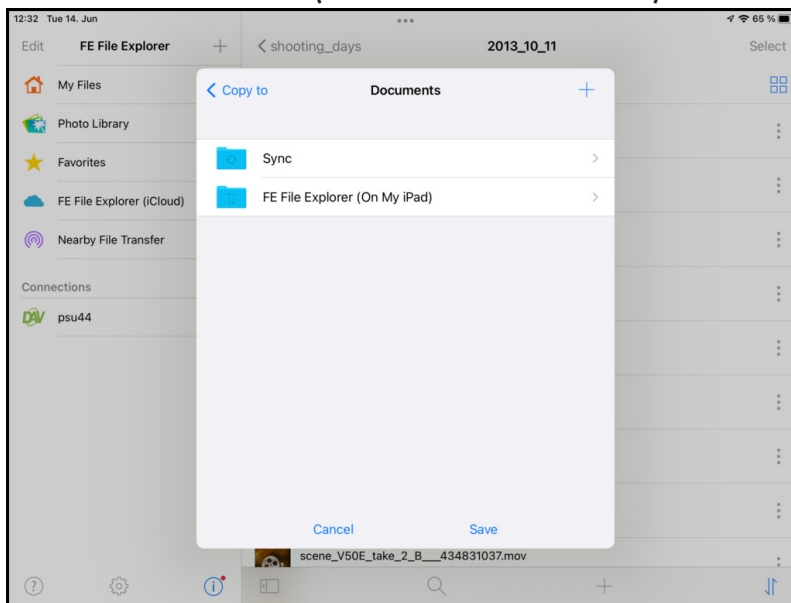 12:32 Tue 14. Jun
65 %
Edit
FE File Explorer
shooting_days
2013_10_11
Select
My Files
Photo Library
Favorites
FE File Explorer (iCloud)
Nearby File Transfer
Connections
DAV
psu44
Copy to
Documents
Sync
FE File Explorer (On My iPad)
Cancel
Save
scene_V50E_take_2_B___434831037.mov